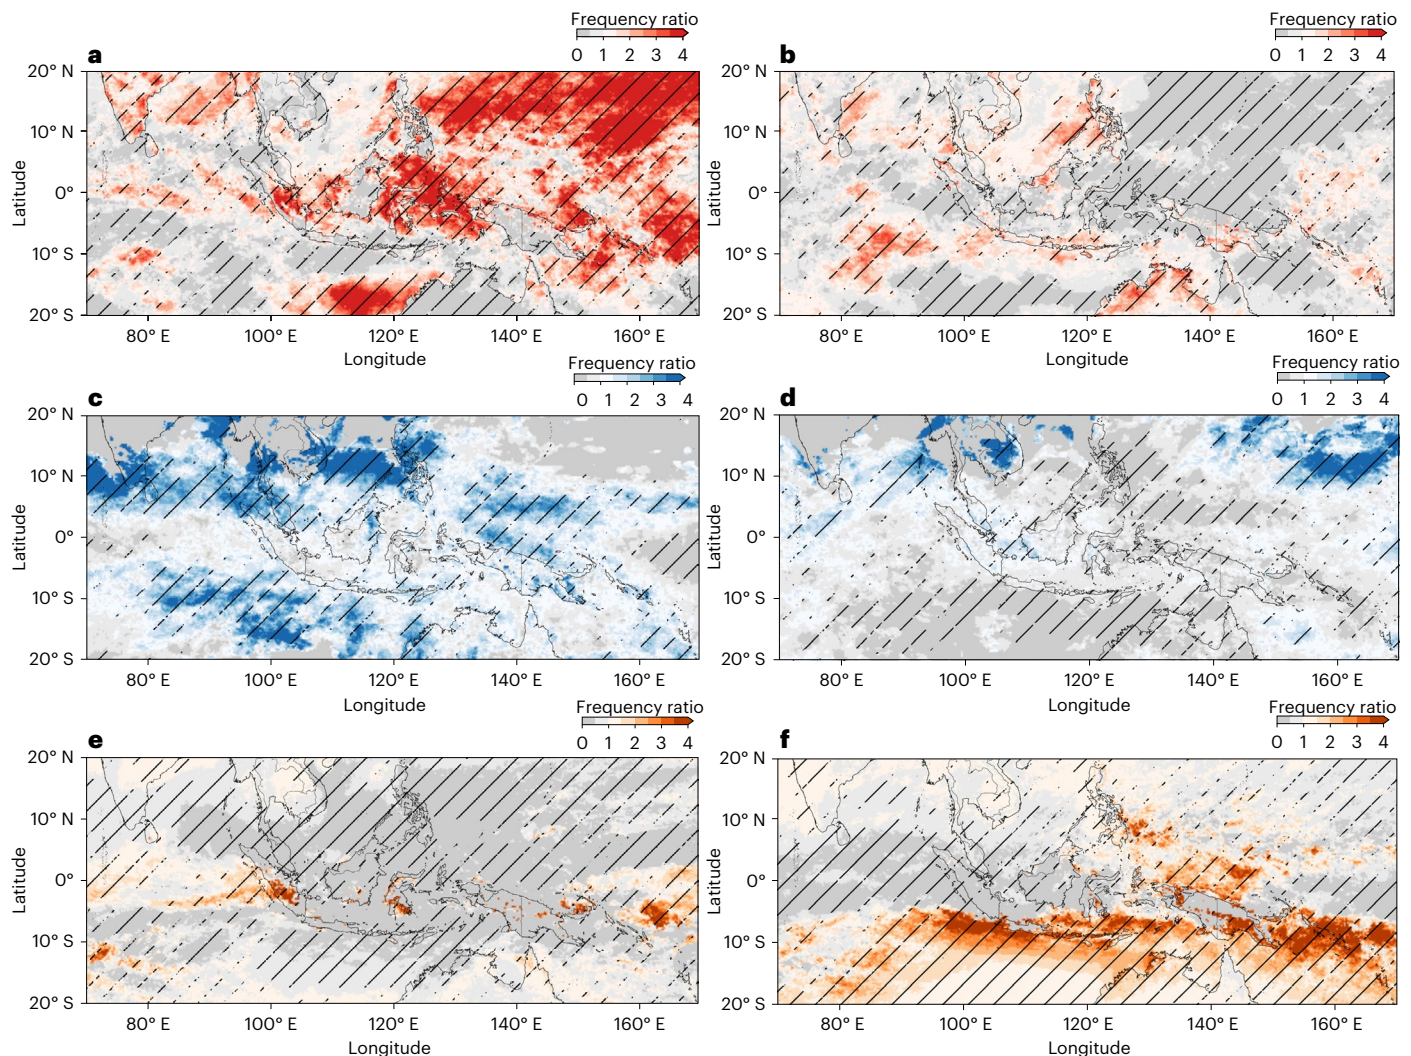 Frequency ratio
0 1 2 3 4
a
20° N
10° N
0°
10° S
20° S
Latitude
80° E 100° E 120° E 140° E 160° E
Longitude
Frequency ratio
0 1 2 3 4
b
20° N
10° N
0°
10° S
20° S
Latitude
80° E 100° E 120° E 140° E 160° E
Longitude
Frequency ratio
0 1 2 3 4
c
20° N
10° N
0°
10° S
20° S
Latitude
80° E 100° E 120° E 140° E 160° E
Longitude
Frequency ratio
0 1 2 3 4
d
20° N
10° N
0°
10° S
20° S
Latitude
80° E 100° E 120° E 140° E 160° E
Longitude
Frequency ratio
0 1 2 3 4
e
20° N
10° N
0°
10° S
20° S
Latitude
80° E 100° E 120° E 140° E 160° E
Longitude
Frequency ratio
0 1 2 3 4
f
20° N
10° N
0°
10° S
20° S
Latitude
80° E 100° E 120° E 140° E 160° E
Longitude